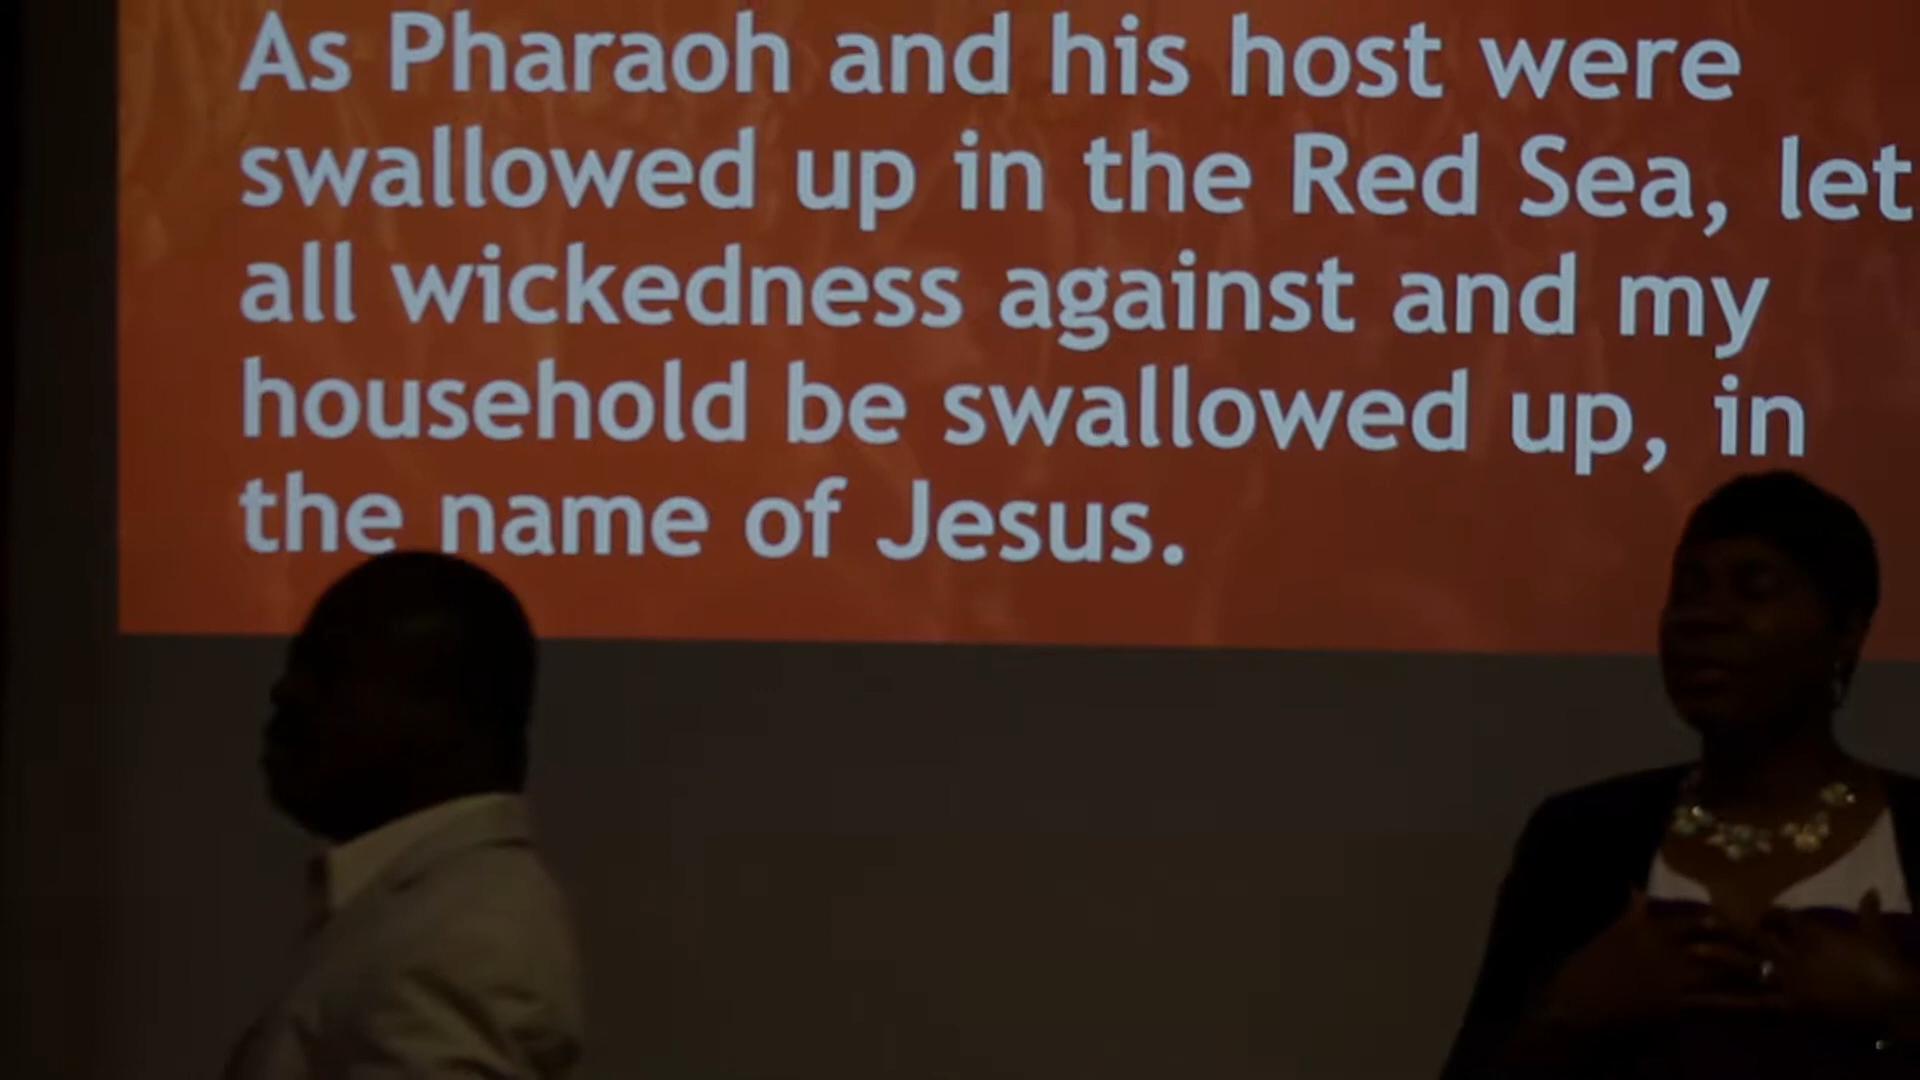 As Pharaoh and his host were
swallowed up in the Red Sea, let
all wickedness against and my
household be swallowed up, in
the name of Jesus.